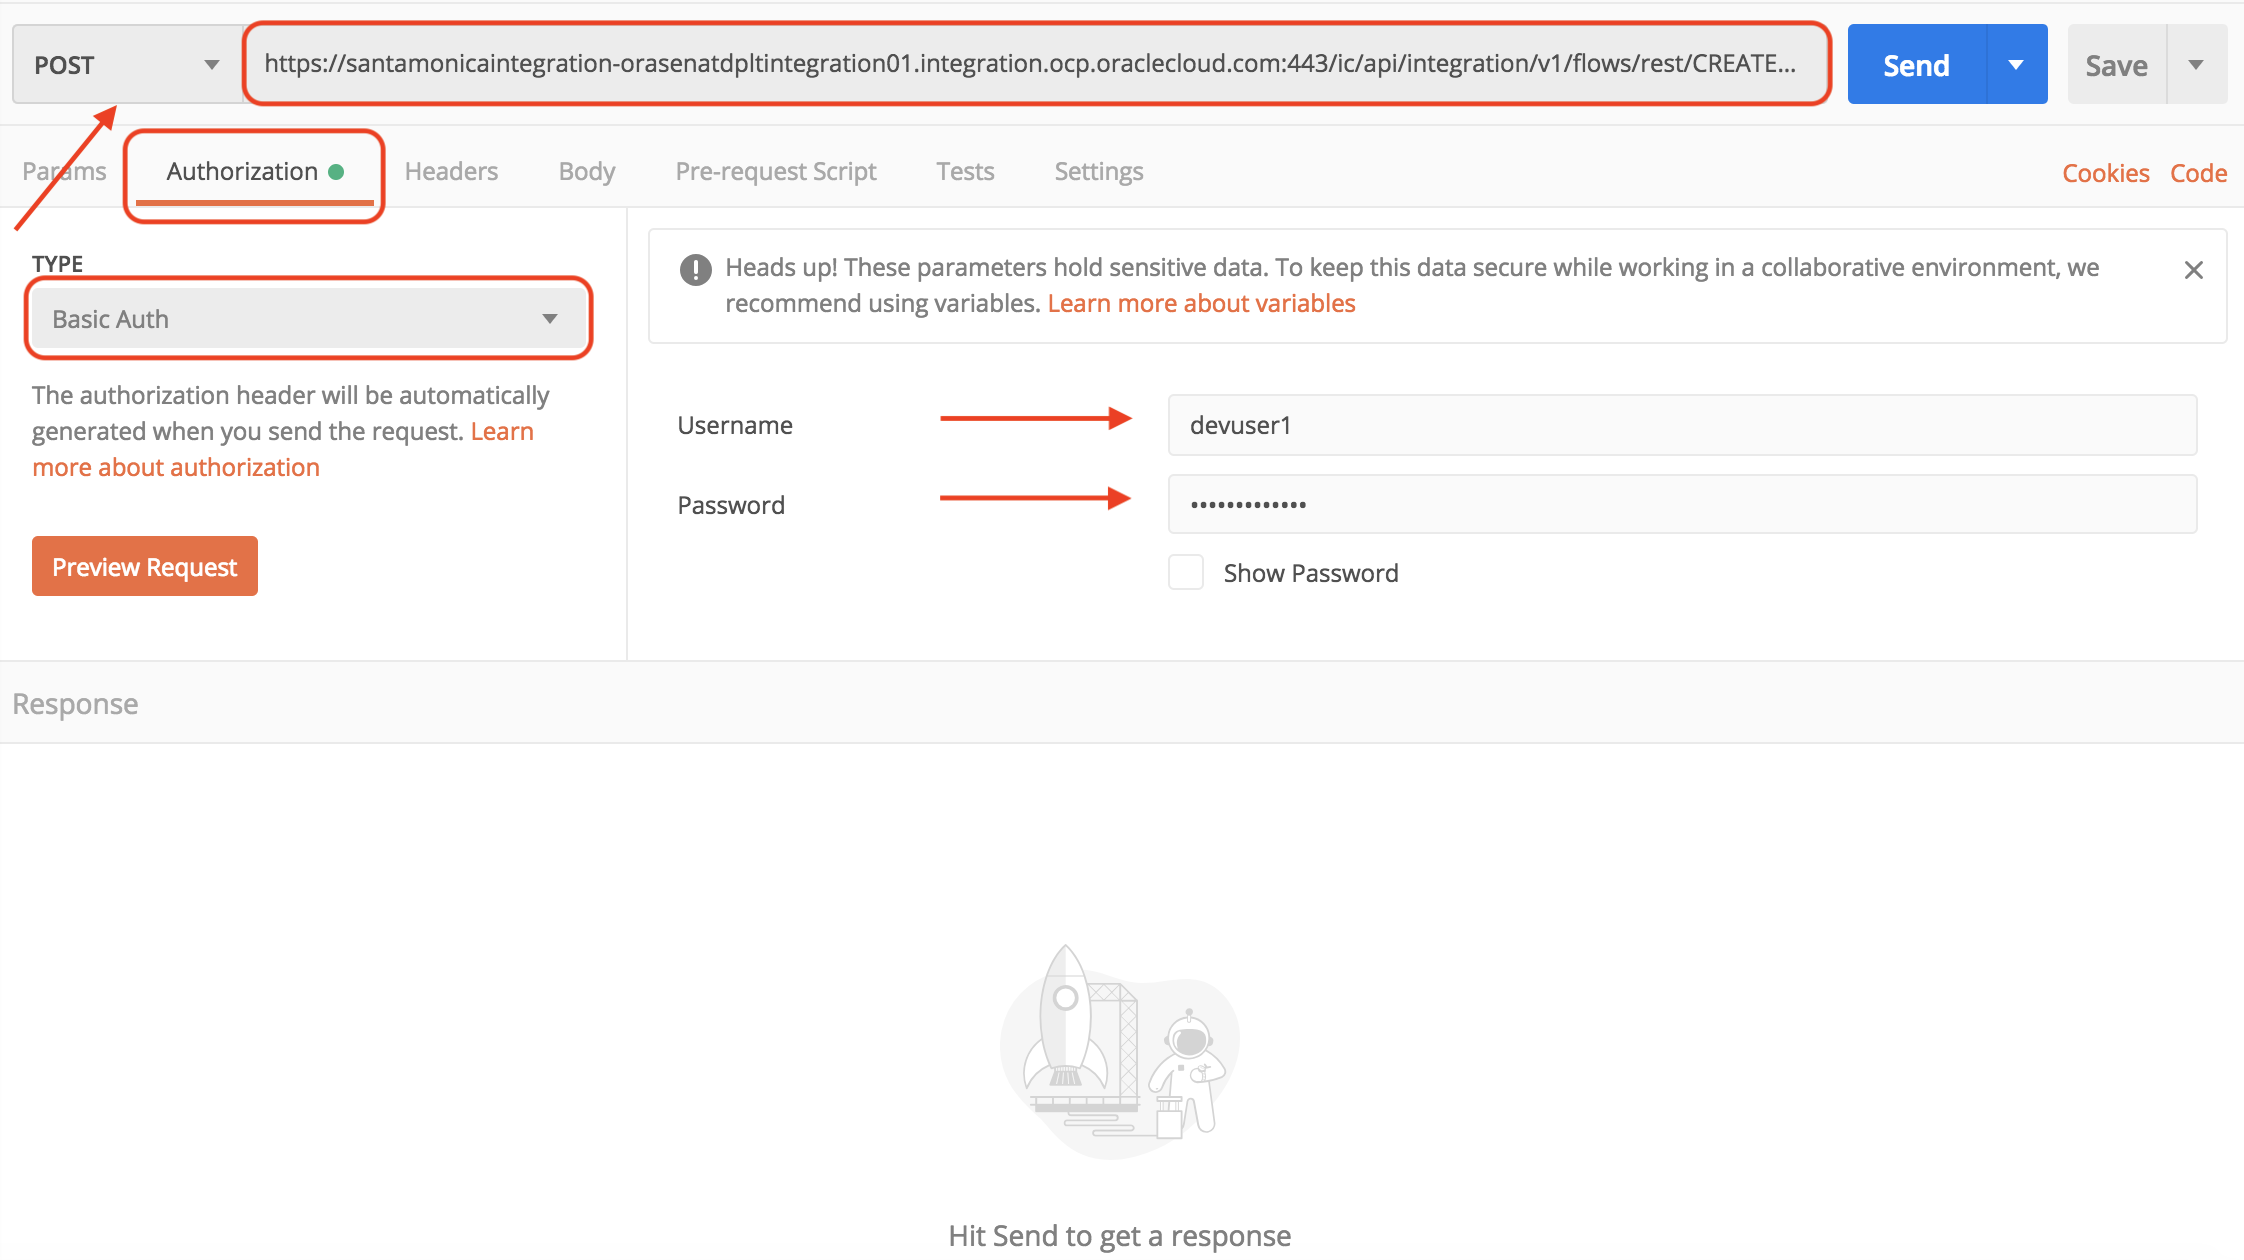 POST
https://santamonicaintegration-orasenatdpltintegration01.integration.ocp.oraclecloud.com:443/ic/api/integration/v1/flows/rest/CREATE...
Send
Save
Params
Authorization
Headers
Body
Pre-request Script
Tests
Settings
Cookies
Code
TYPE
Basic Auth
The authorization header will be automatically
generated when you send the request. Learn
more about authorization
Preview Request
Heads up! These parameters hold sensitive data. To keep this data secure while working in a collaborative environment, we
recommend using variables. Learn more about variables
Username
devuser1
Password
•••••••••••••
Show Password
Response
Hit Send to get a response